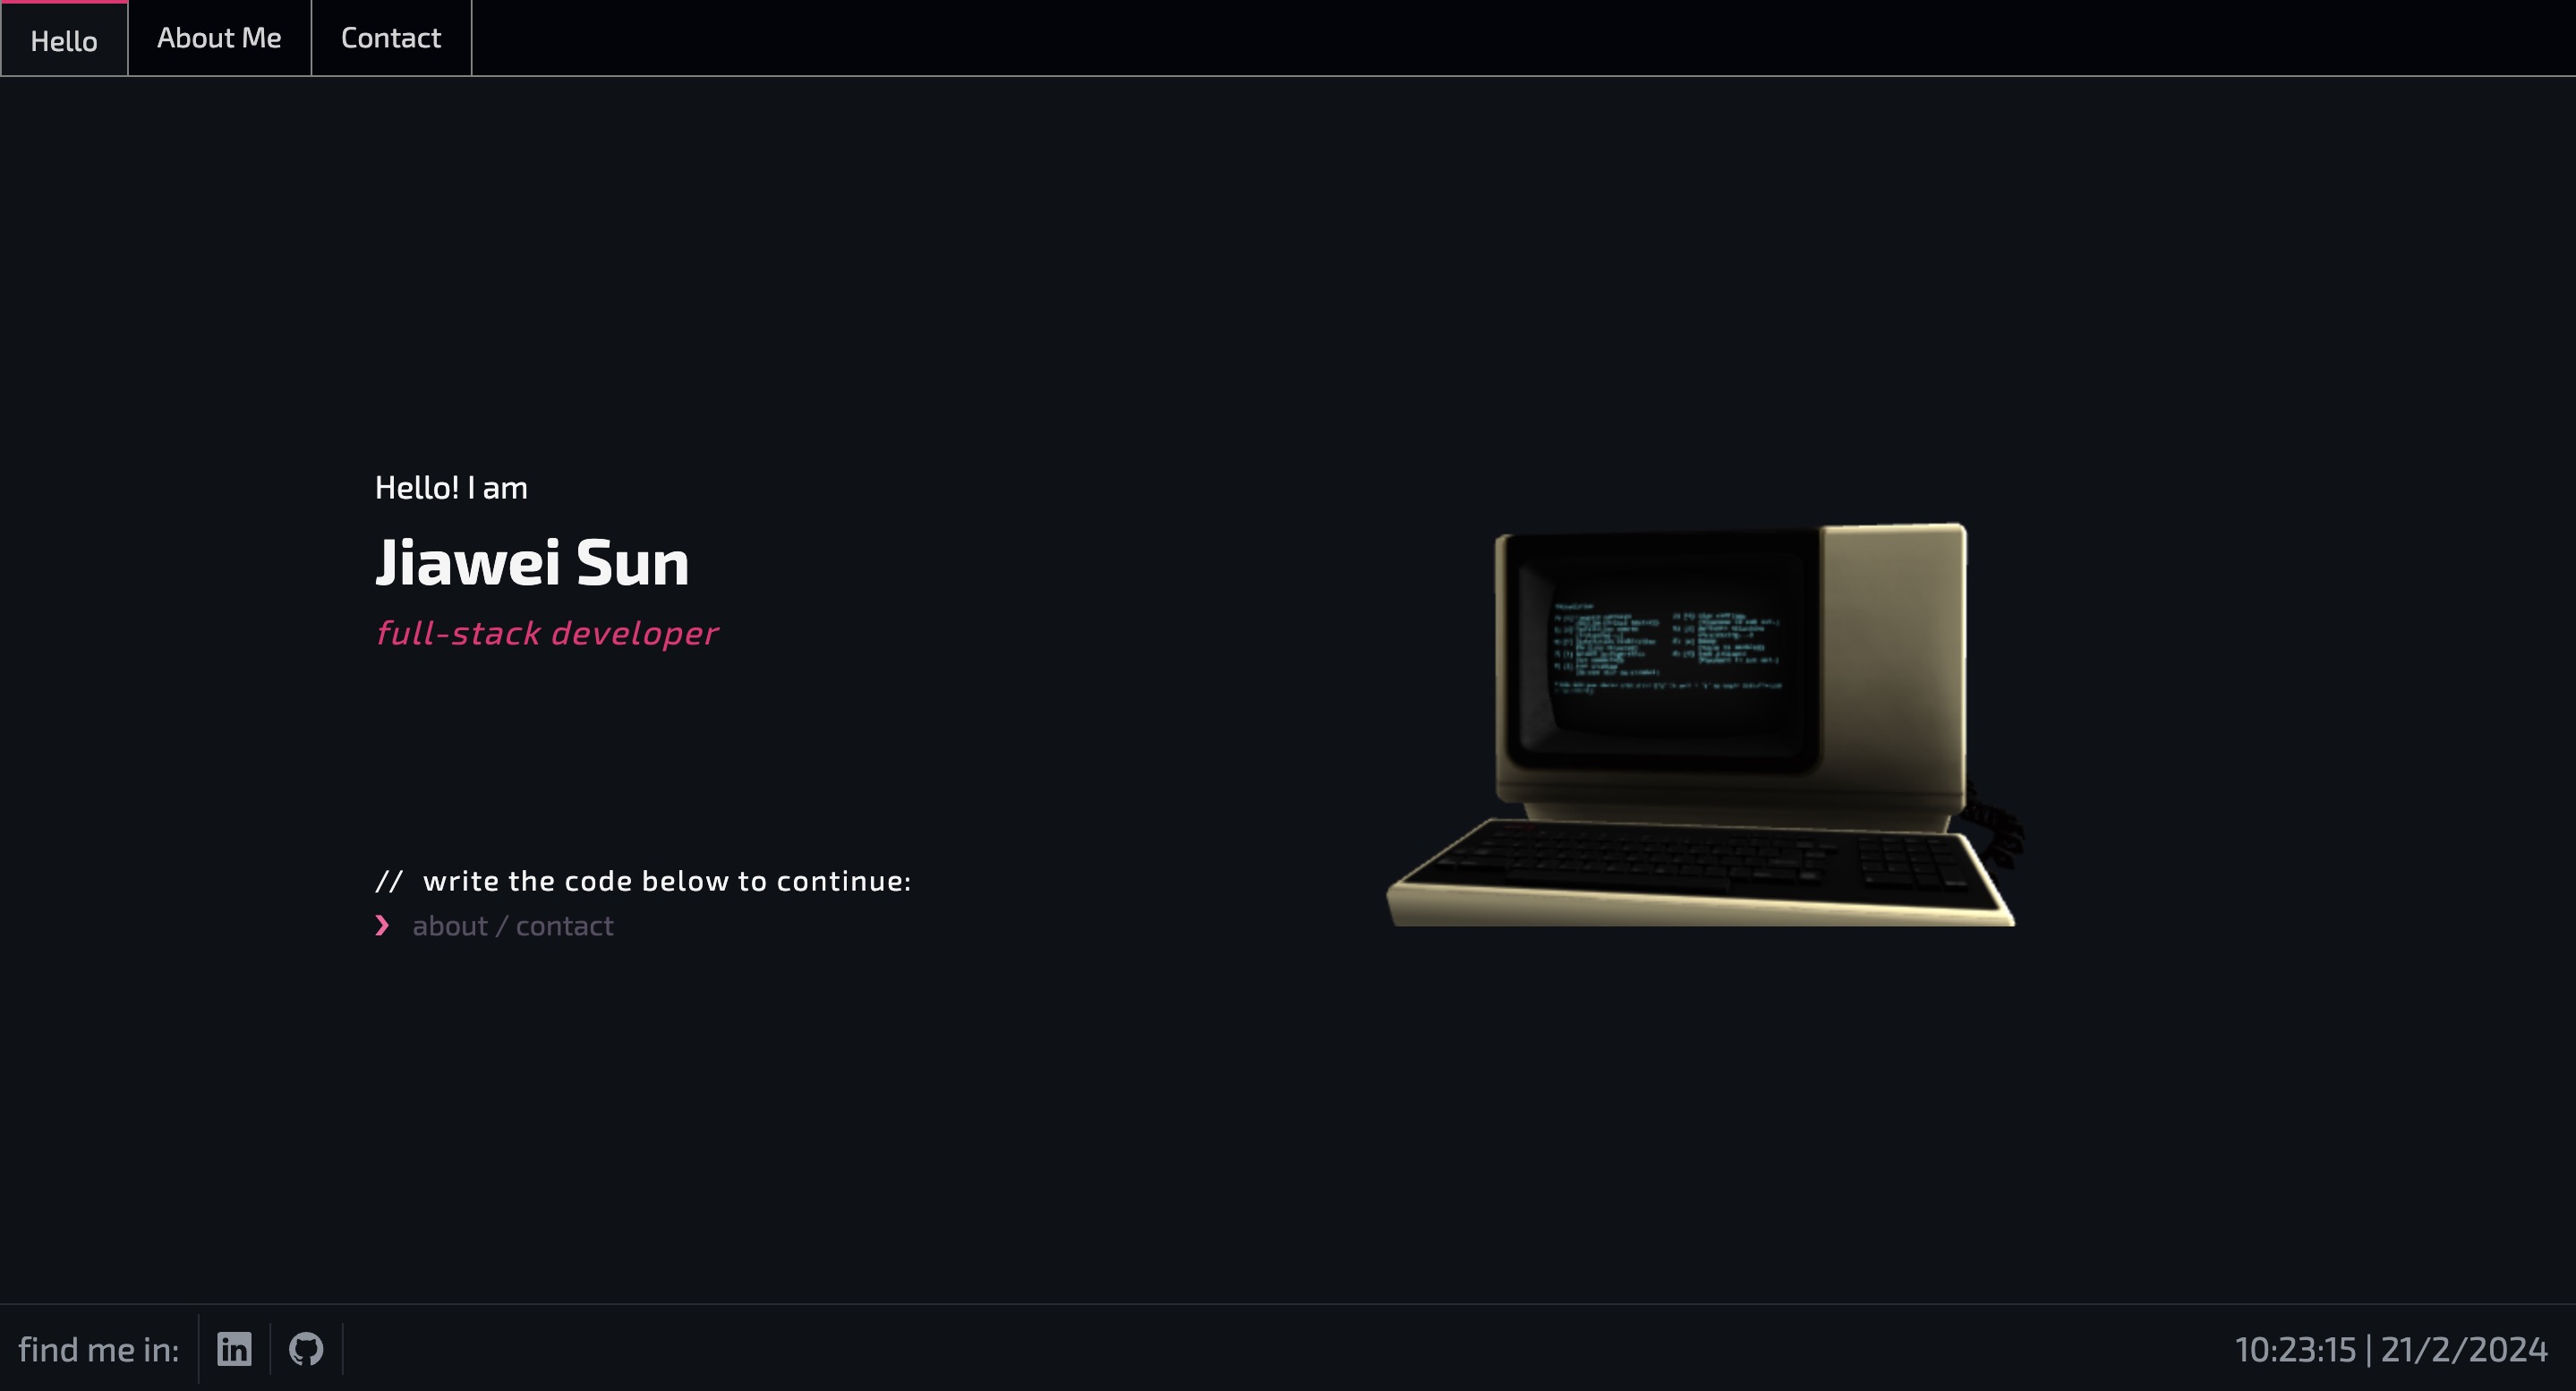 Hello
About Me
Contact
Hello! I am
Jiawei Sun
full-stack developer
// write the code below to continue:
❯ about / contact
find me in:
in
10:23:15 | 21/2/2024